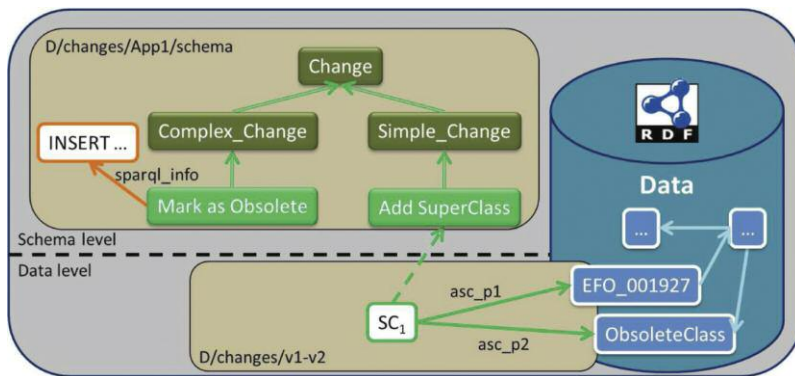 D/changes/App1/schema
Change
Complex_Change
Simple_Change
INSERT ...
sparql_info
Mark as Obsolete
Add SuperClass
RDF
Data
...
...
Schema level
Data level
EFO_001927
asc_p1
SC1
ObsoleteClass
asc_p2
D/changes/v1-v2